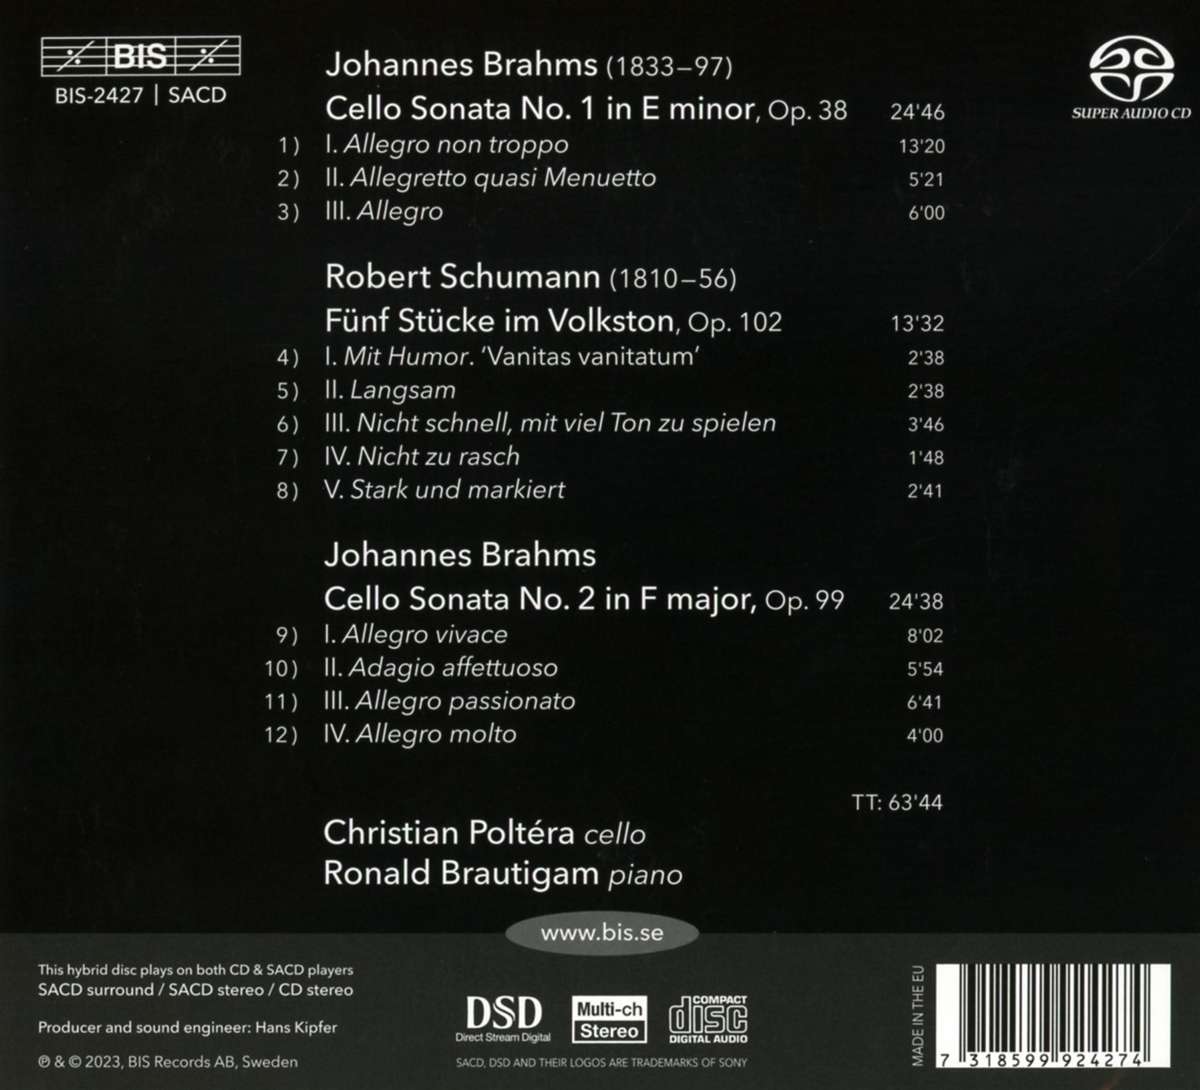 BIS
BIS-2427 | SACD
SUPER AUDIO CD
Johannes Brahms (1833–97)
Cello Sonata No. 1 in E minor, Op. 38 24'46
1) I. Allegro non troppo 13'20
2) II. Allegretto quasi Menuetto 5'21
3) III. Allegro 6'00
Robert Schumann (1810–56)
Fünf Stücke im Volkston, Op. 102 13'32
4) I. Mit Humor. ‘Vanitas vanitatum’ 2'38
5) II. Langsam 2'38
6) III. Nicht schnell, mit viel Ton zu spielen 3'46
7) IV. Nicht zu rasch 1'48
8) V. Stark und markiert 2'41
Johannes Brahms
Cello Sonata No. 2 in F major, Op. 99 24'38
9) I. Allegro vivace 8'02
10) II. Adagio affettuoso 5'54
11) III. Allegro passionato 6'41
12) IV. Allegro molto 4'00
TT: 63'44
Christian Poltéra cello
Ronald Brautigam piano
www.bis.se
This hybrid disc plays on both CD & SACD players
SACD surround / SACD stereo / CD stereo
Producer and sound engineer: Hans Kipfer
℗ & © 2023, BIS Records AB, Sweden
DSD
Direct Stream Digital
Multi-ch
Stereo
COMPACT
disc
DIGITAL AUDIO
SACD, DSD AND THEIR LOGOS ARE TRADEMARKS OF SONY
MADE IN THE EU
7 318599 924274